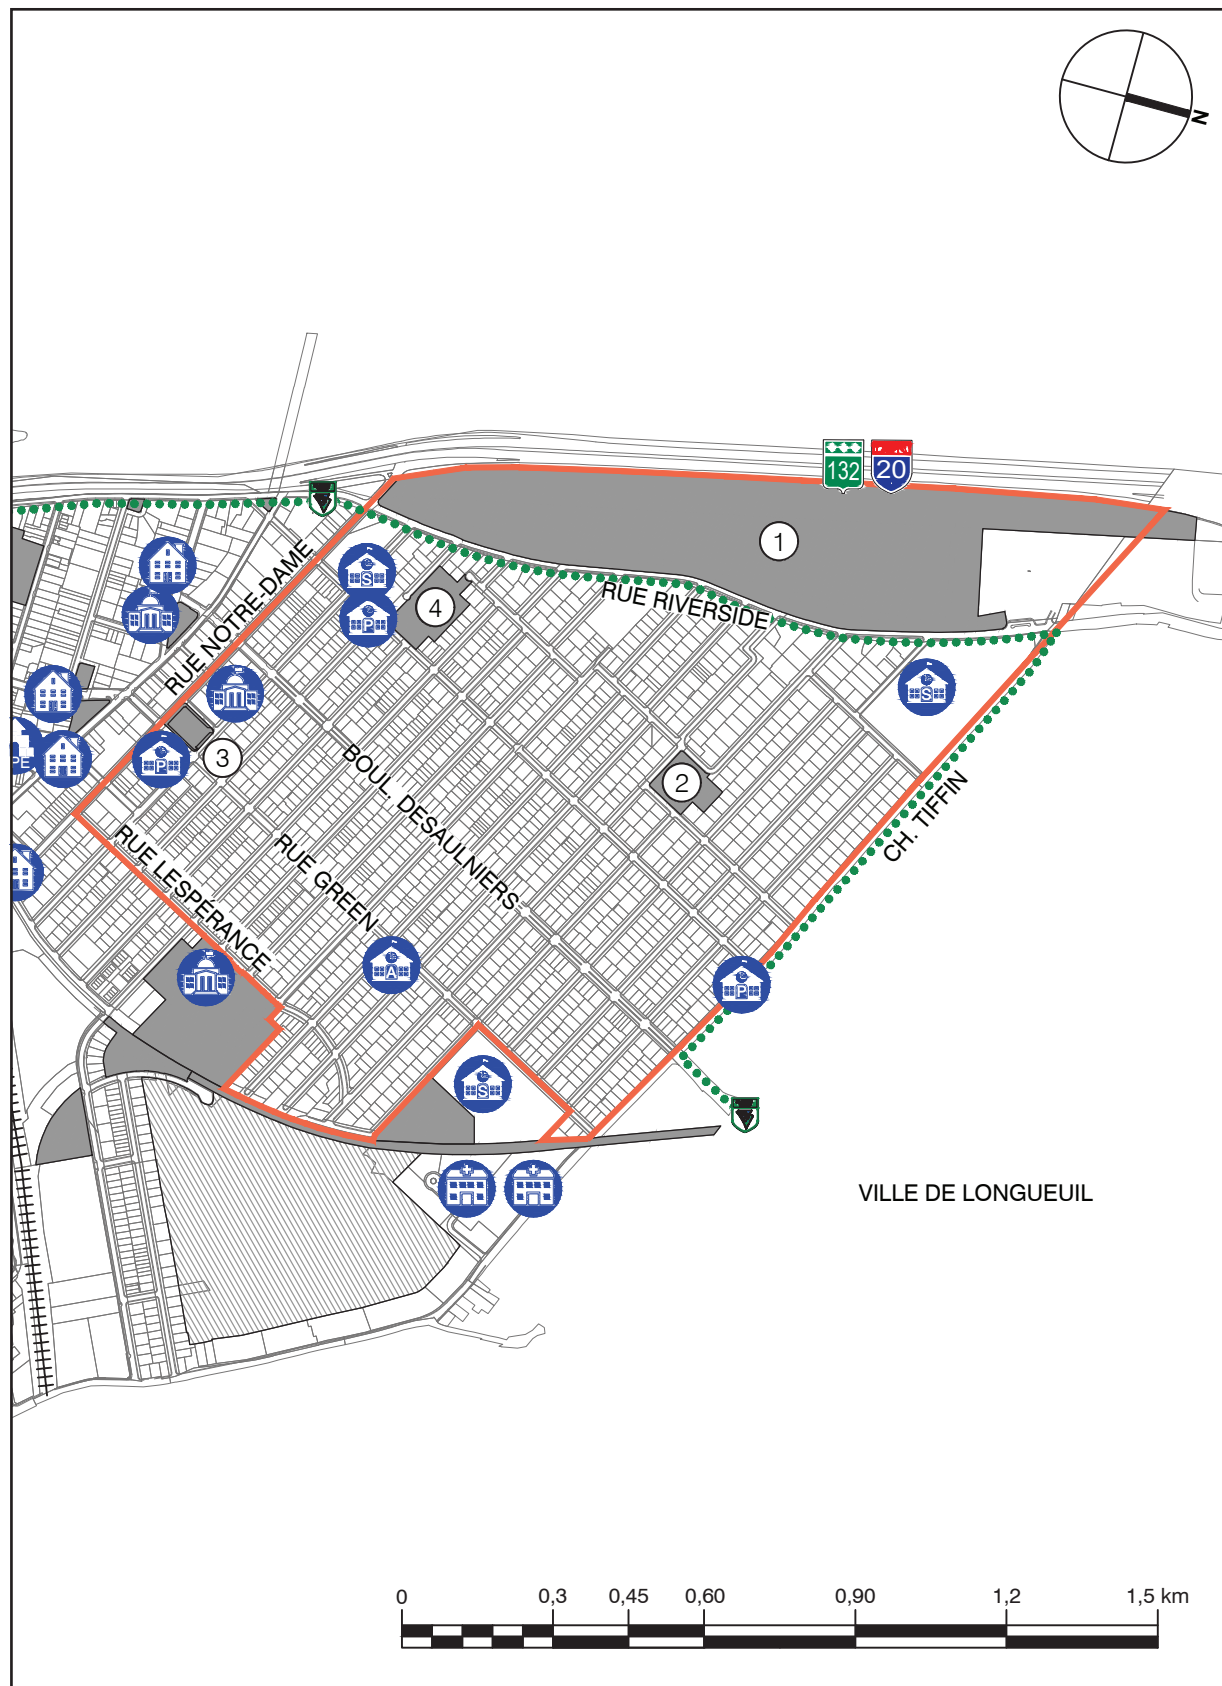 N
132
20
1
RUE NOTRE-DAME
S
P
4
RUE RIVERSIDE
S
PE
P
3
2
BOUL. DESAULNIERS
CH. TIFFIN
RUE LESPÉRANCE
RUE GREEN
A
P
S
VILLE DE LONGUEUIL
0 0,3 0,45 0,60 0,90 1,2 1,5 km